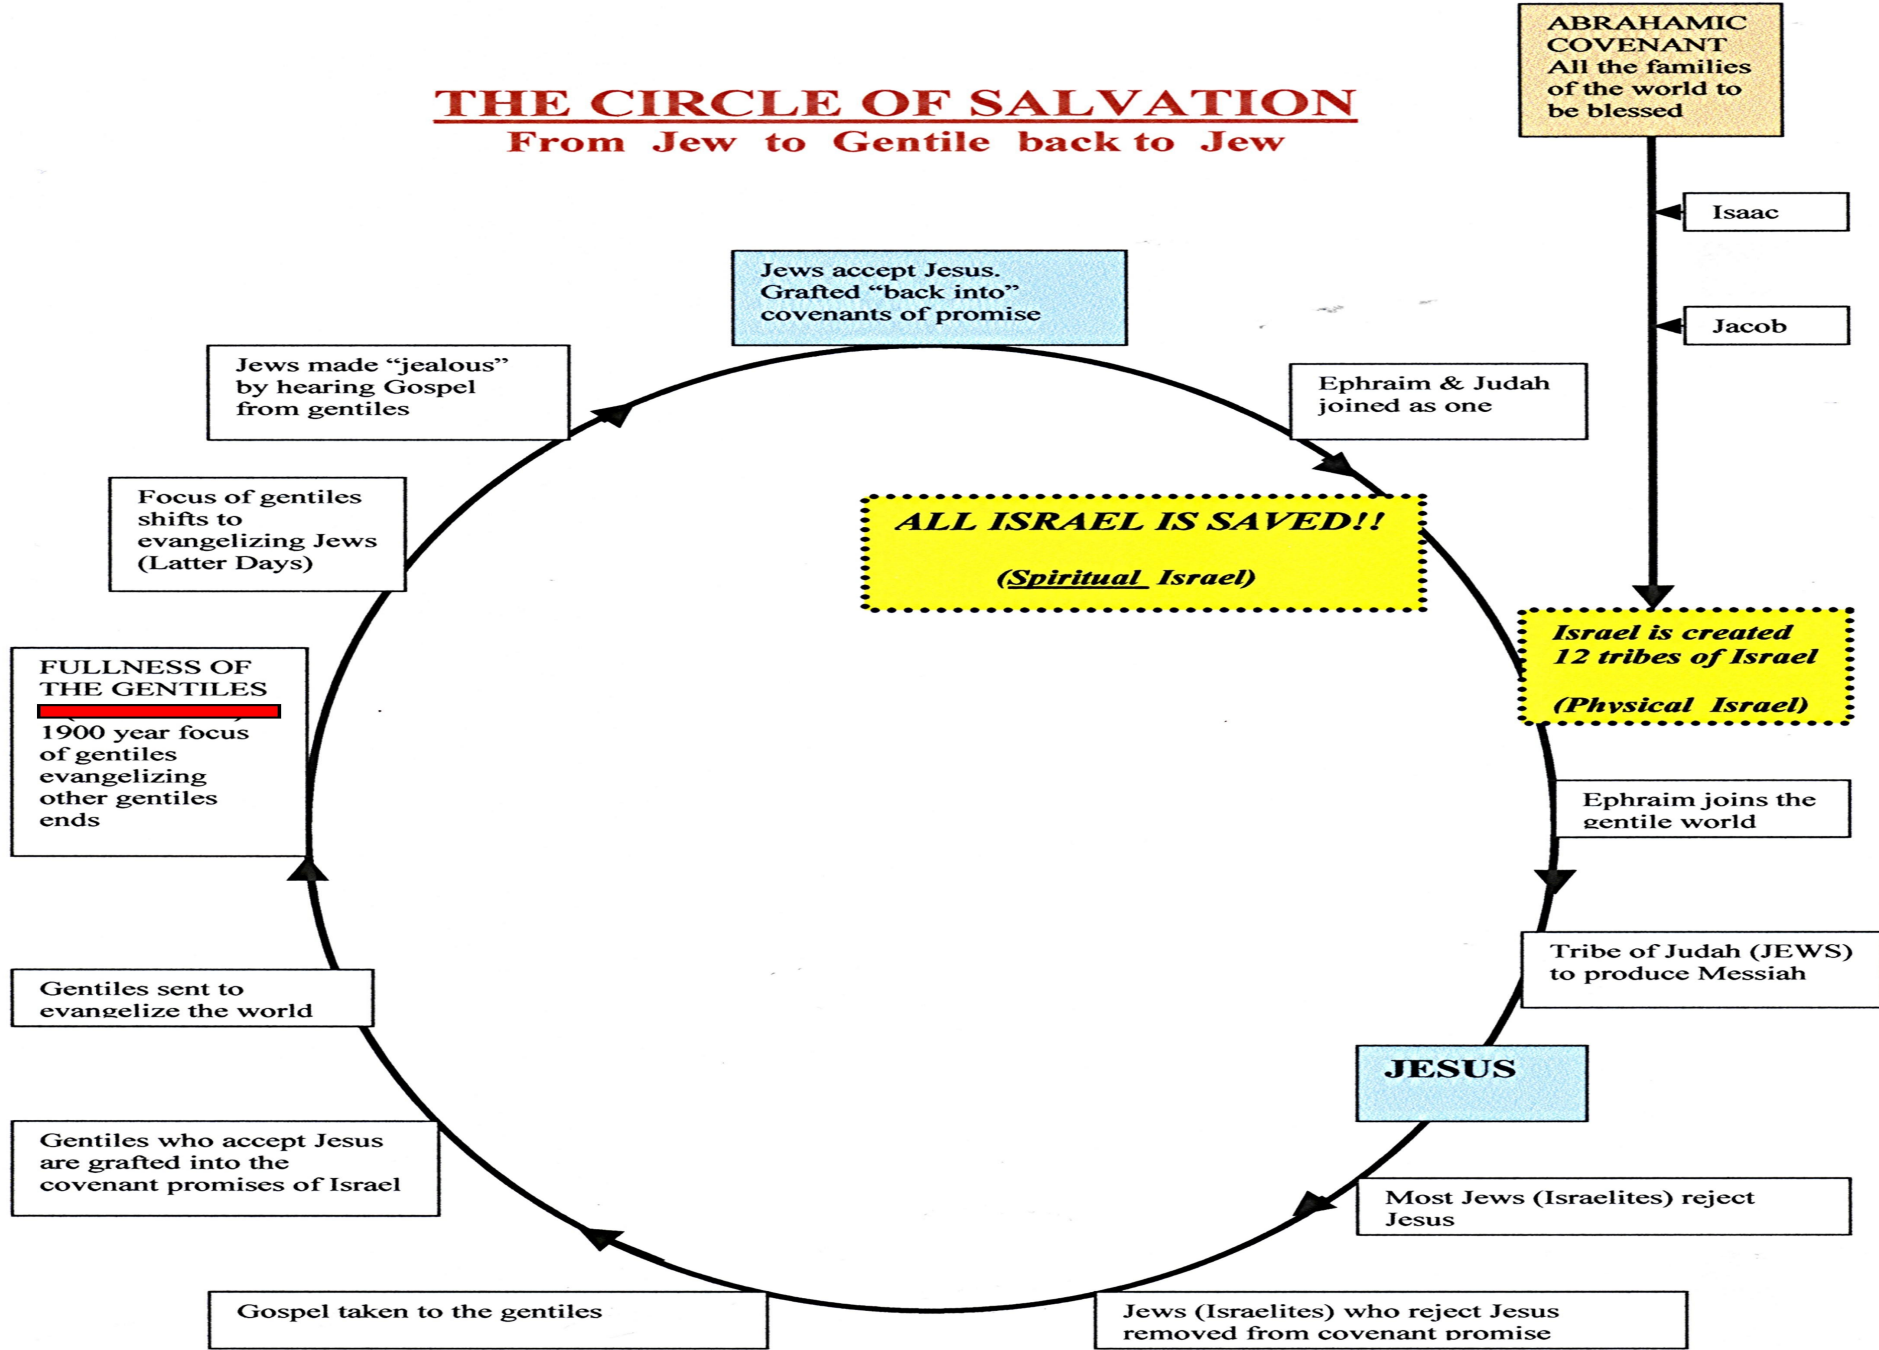 THE CIRCLE OF SALVATION
From Jew to Gentile back to Jew
ABRAHAMIC
COVENANT
All the families
of the world to
be blessed
Isaac
Jacob
Israel is created
12 tribes of Israel
(Physical Israel)
Ephraim joins the
gentile world
Tribe of Judah (JEWS)
to produce Messiah
JESUS
Most Jews (Israelites) reject
Jesus
Jews (Israelites) who reject Jesus
removed from covenant promise
Gospel taken to the gentiles
Gentiles who accept Jesus
are grafted into the
covenant promises of Israel
Gentiles sent to
evangelize the world
FULLNESS OF
THE GENTILES
1900 year focus
of gentiles
evangelizing
other gentiles
ends
Focus of gentiles
shifts to
evangelizing Jews
(Latter Days)
Jews made “jealous”
by hearing Gospel
from gentiles
Jews accept Jesus.
Grafted “back into”
covenants of promise
Ephraim & Judah
joined as one
ALL ISRAEL IS SAVED!!
(Spiritual Israel)